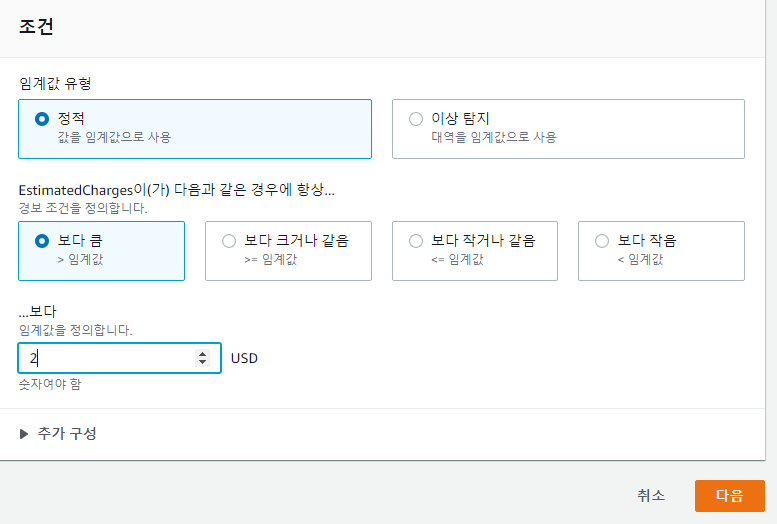 조건
임계값 유형
정적
값을 임계값으로 사용
이상 탐지
대역을 임계값으로 사용
EstimatedCharges이(가) 다음과 같은 경우에 항상...
경보 조건을 정의합니다.
보다 큼
> 임계값
보다 크거나 같음
>= 임계값
보다 작거나 같음
<= 임계값
보다 작음
< 임계값
...보다
임계값을 정의합니다.
2 USD
숫자여야 함
추가 구성
취소 다음